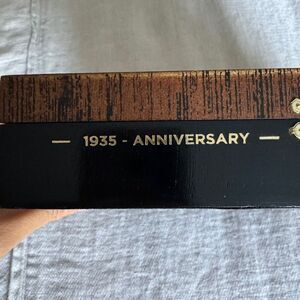 — 1935 - ANNIVERSARY —